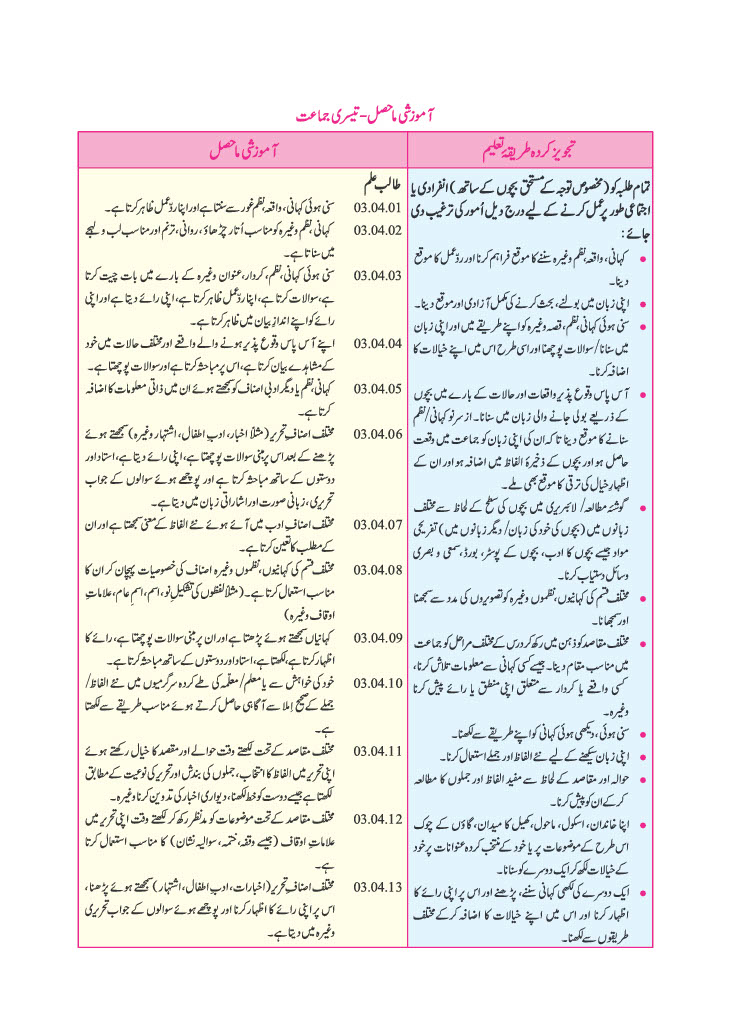 آموزشی ماحصل - تیسری جماعت
تجویز کردہ طریقۂ تعلیم
تمام طلبہ کو (مخصوص توجہ کے مستحق بچوں کے ساتھ) انفرادی یا
اجتماعی طور پر عمل کرنے کے لیے درج ذیل اُمور کی ترغیب دی
جائے:
• کہانی، واقعہ، نظم وغیرہ سننے کا موقع فراہم کرنا اور ردِّعمل کا موقع
دینا۔
• اپنی زبان میں بولنے، بحث کرنے کی مکمل آزادی اور موقع دینا۔
• سنی ہوئی کہانی، نظم، قصہ وغیرہ کو اپنے طریقے میں اور اپنی زبان
میں سنانا/سوالات پوچھنا اور اسی طرح اس میں اپنے خیالات کا
اضافہ کرنا۔
• آس پاس وقوع پذیر واقعات اور حالات کے بارے میں بچوں
کے ذریعے بولی جانے والی زبان میں سنانا۔ از سرِنو کہانی/نظم
سنانے کا موقع دینا تا کہ ان کی اپنی زبان کو جماعت میں وقعت
حاصل ہو اور بچوں کے ذخیرۂ الفاظ میں اضافہ ہو اور ان کے
اظہارِ خیال کی ترقی کا موقع بھی ملے۔
• گوشۂ مطالعہ/ لائبریری میں بچوں کی سطح کے لحاظ سے مختلف
زبانوں میں (بچوں کی خود کی زبان/ دیگر زبانوں میں) تفریحی
مواد جیسے بچوں کا ادب، بچوں کے پوسٹر، بورڈ، سمعی و بصری
وسائل دستیاب کرنا۔
• مختلف قسم کی کہانیوں، نظموں وغیرہ کو تصویروں کی مدد سے سمجھنا
اور سمجھانا۔
• مختلف مقاصد کو ذہن میں رکھ کر درس کے مختلف مراحل کو جماعت
میں مناسب مقام دینا۔ جیسے کسی کہانی سے معلومات تلاش کرنا،
کسی واقعے یا کردار سے متعلق اپنی منطق یا رائے پیش کرنا
وغیرہ۔
• سنی ہوئی، دیکھی ہوئی کہانی کو اپنے طریقے سے لکھنا۔
• اپنی زبان سیکھنے کے لیے نئے الفاظ اور جملے استعمال کرنا۔
• حوالہ اور مقاصد کے لحاظ سے مفید الفاظ اور جملوں کا مطالعہ
کر کے ان کو پیش کرنا۔
• اپنا خاندان، اسکول، ماحول، کھیل کا میدان، گاؤں کے چوک
اس طرح کے موضوعات پر یا خود کے منتخب کردہ عنوانات پر خود
کے خیالات لکھ کر ایک دوسرے کو سنانا۔
• ایک دوسرے کی لکھی کہانی سننے، پڑھنے اور اس پر اپنی رائے کا
اظہار کرنا اور اس میں اپنے خیالات کا اضافہ کر کے مختلف
طریقوں سے لکھنا۔
آموزشی ماحصل
طالب علم
03.04.01 سنی ہوئی کہانی، واقعہ، نظم غور سے سنتا ہے اور اپنا ردِّعمل ظاہر کرتا ہے۔
03.04.02 کہانی، نظم وغیرہ کو مناسب اُتار چڑھاؤ، روانی، ترنم اور مناسب لب و لہجے
میں سناتا ہے۔
03.04.03 سنی ہوئی کہانی، نظم، کردار، عنوان وغیرہ کے بارے میں بات چیت کرتا
ہے، سوالات کرتا ہے، اپنا ردِّعمل ظاہر کرتا ہے، اپنی رائے دیتا ہے اور اپنی
رائے کو اپنے اندازِ بیان میں ظاہر کرتا ہے۔
03.04.04 اپنے آس پاس وقوع پذیر ہونے والے واقعے اور مختلف حالات میں خود
کے مشاہدے بیان کرتا ہے، اس پر مباحثہ کرتا ہے اور سوالات پوچھتا ہے۔
03.04.05 کہانی، نظم یا دیگر ادبی اصناف کو سمجھتے ہوئے ان میں ذاتی معلومات کا اضافہ
کرتا ہے۔
03.04.06 مختلف اصنافِ تحریر (مثلاً اخبار، ادبِ اطفال، اشتہار وغیرہ) سمجھتے ہوئے
پڑھنے کے بعد اس پر مبنی سوالات پوچھتا ہے، اپنی رائے دیتا ہے، استاد اور
دوستوں کے ساتھ مباحثہ کرتا ہے اور پوچھے ہوئے سوالوں کے جواب
تحریری، زبانی صورت اور اشاراتی زبان میں دیتا ہے۔
03.04.07 مختلف اصنافِ ادب میں آئے ہوئے نئے الفاظ کے معنی سمجھتا ہے اور ان
کے مطلب کا تعین کرتا ہے۔
03.04.08 مختلف قسم کی کہانیوں، نظموں وغیرہ اصناف کی خصوصیات پہچان کر ان کا
مناسب استعمال کرتا ہے۔ (مثلاً لفظوں کی تشکیلِ نو، اسم، اسمِ عام، علاماتِ
اوقاف وغیرہ)
03.04.09 کہانیاں سمجھتے ہوئے پڑھتا ہے اور ان پر مبنی سوالات پوچھتا ہے، رائے کا
اظہار کرتا ہے، لکھتا ہے، استاد اور دوستوں کے ساتھ مباحثہ کرتا ہے۔
03.04.10 خود کی خواہش سے یا معلم/ معلّمہ کی طے کردہ سرگرمیوں میں نئے الفاظ/
جملے کے صحیح اِملا سے آگاہی حاصل کرتے ہوئے مناسب طریقے سے لکھتا
ہے۔
03.04.11 مختلف مقاصد کے تحت لکھتے وقت حوالے اور مقصد کا خیال رکھتے ہوئے
اپنی تحریر میں الفاظ کا انتخاب، جملوں کی بندش اور تحریر کی نوعیت کے مطابق
لکھتا ہے جیسے دوست کو خط لکھنا، دیواری اخبار کی تدوین کرنا وغیرہ۔
03.04.12 مختلف مقاصد کے تحت موضوعات کو مدنظر رکھ کر لکھتے وقت اپنی تحریر میں
علاماتِ اوقاف (جیسے وقفہ، ختمہ، سوالیہ نشان) کا مناسب استعمال کرتا
ہے۔
03.04.13 مختلف اصنافِ تحریر (اخبارات، ادبِ اطفال، اشتہار) سمجھتے ہوئے پڑھنا،
اس پر اپنی رائے کا اظہار کرنا اور پوچھے ہوئے سوالوں کے جواب تحریری
وغیرہ میں دیتا ہے۔